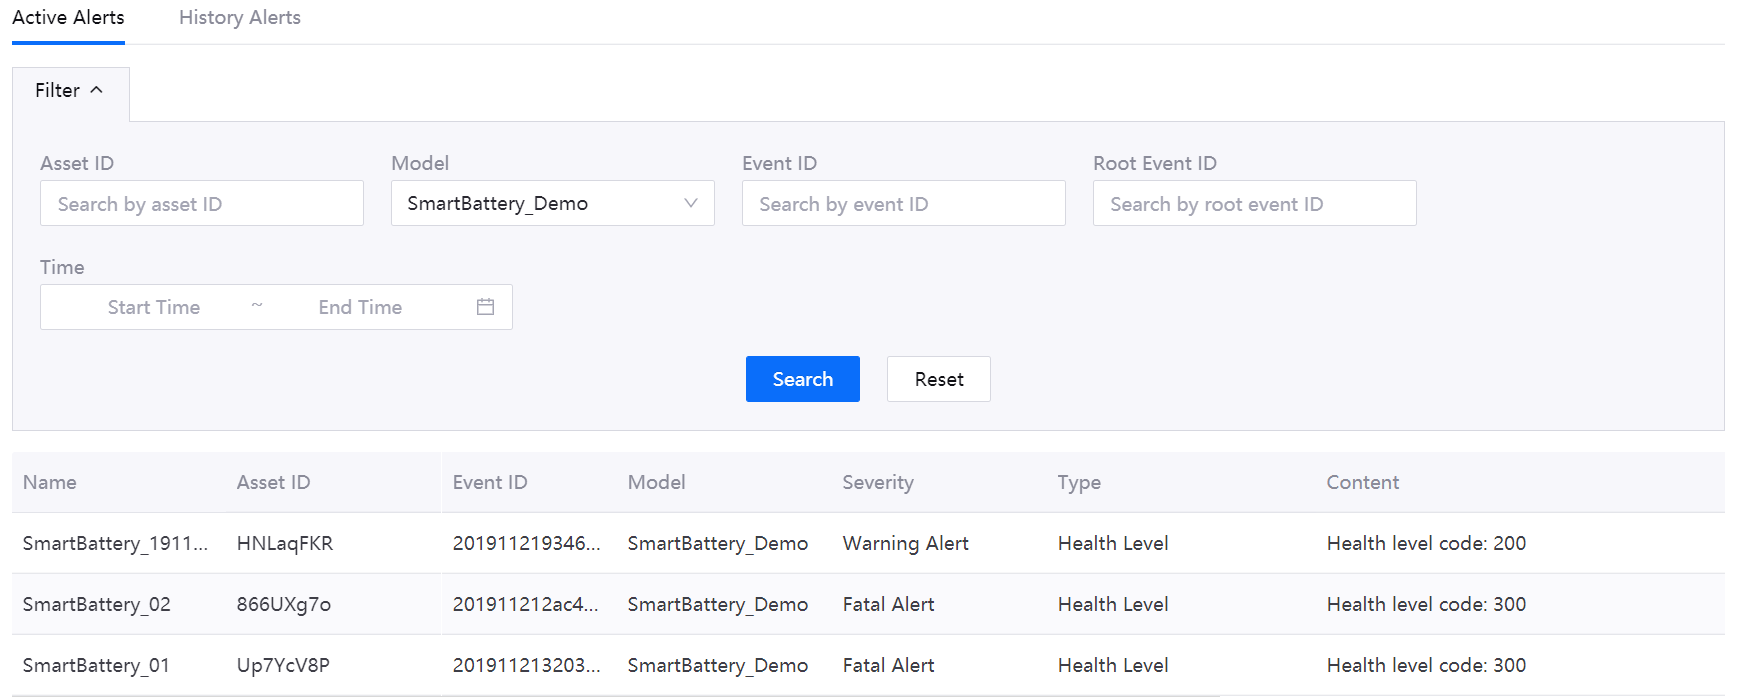 Active Alerts History Alerts
Filter
Asset ID Model Event ID Root Event ID
Search by asset ID SmartBattery_Demo Search by event ID Search by root event ID
Time
Start Time ~ End Time
Search Reset
Name Asset ID Event ID Model Severity Type Content
SmartBattery_1911... HNLaqFKR 201911219346... SmartBattery_Demo Warning Alert Health Level Health level code: 200
SmartBattery_02 866UXg7o 201911212ac4... SmartBattery_Demo Fatal Alert Health Level Health level code: 300
SmartBattery_01 Up7YcV8P 201911213203... SmartBattery_Demo Fatal Alert Health Level Health level code: 300